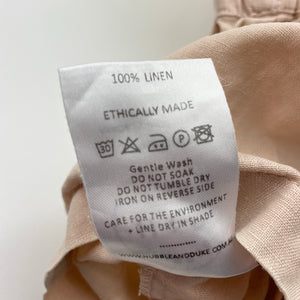 100% LINEN
ETHICALLY MADE
30 P
Gentle Wash
DO NOT SOAK
DO NOT TUMBLE DRY
IRON ON REVERSE SIDE
CARE FOR THE ENVIRONMENT
+ LINE DRY IN SHADE